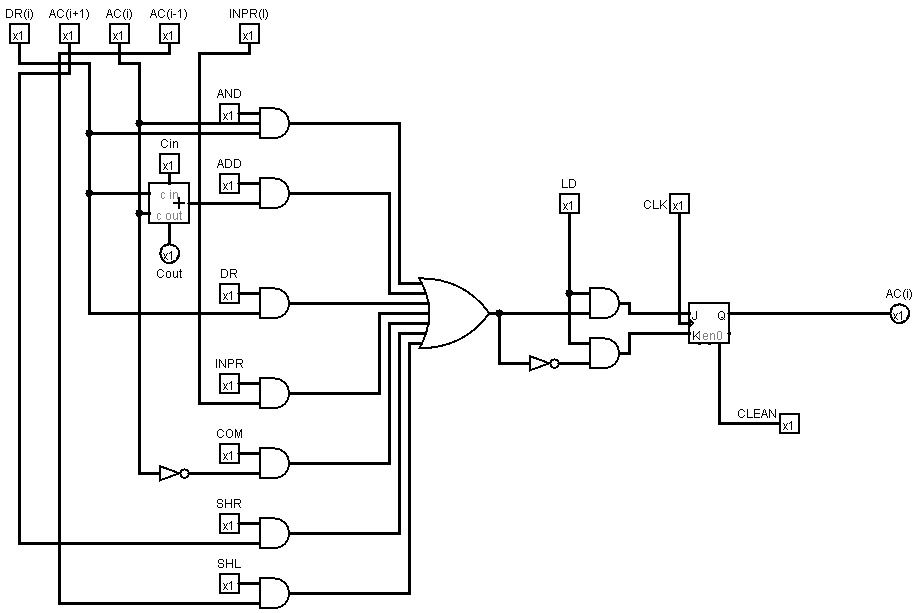 DR(i) AC(i+1) AC(i) AC(i-1) INPR(I)
x1 x1 x1 x1 x1
AND
x1
Cin
x1
ADD
x1
c in
+
c out
x1
Cout
LD
x1
CLK x1
DR
x1
AC(i)
x1
J Q
K en0
INPR
x1
CLEAN x1
COM
x1
SHR
x1
SHL
x1